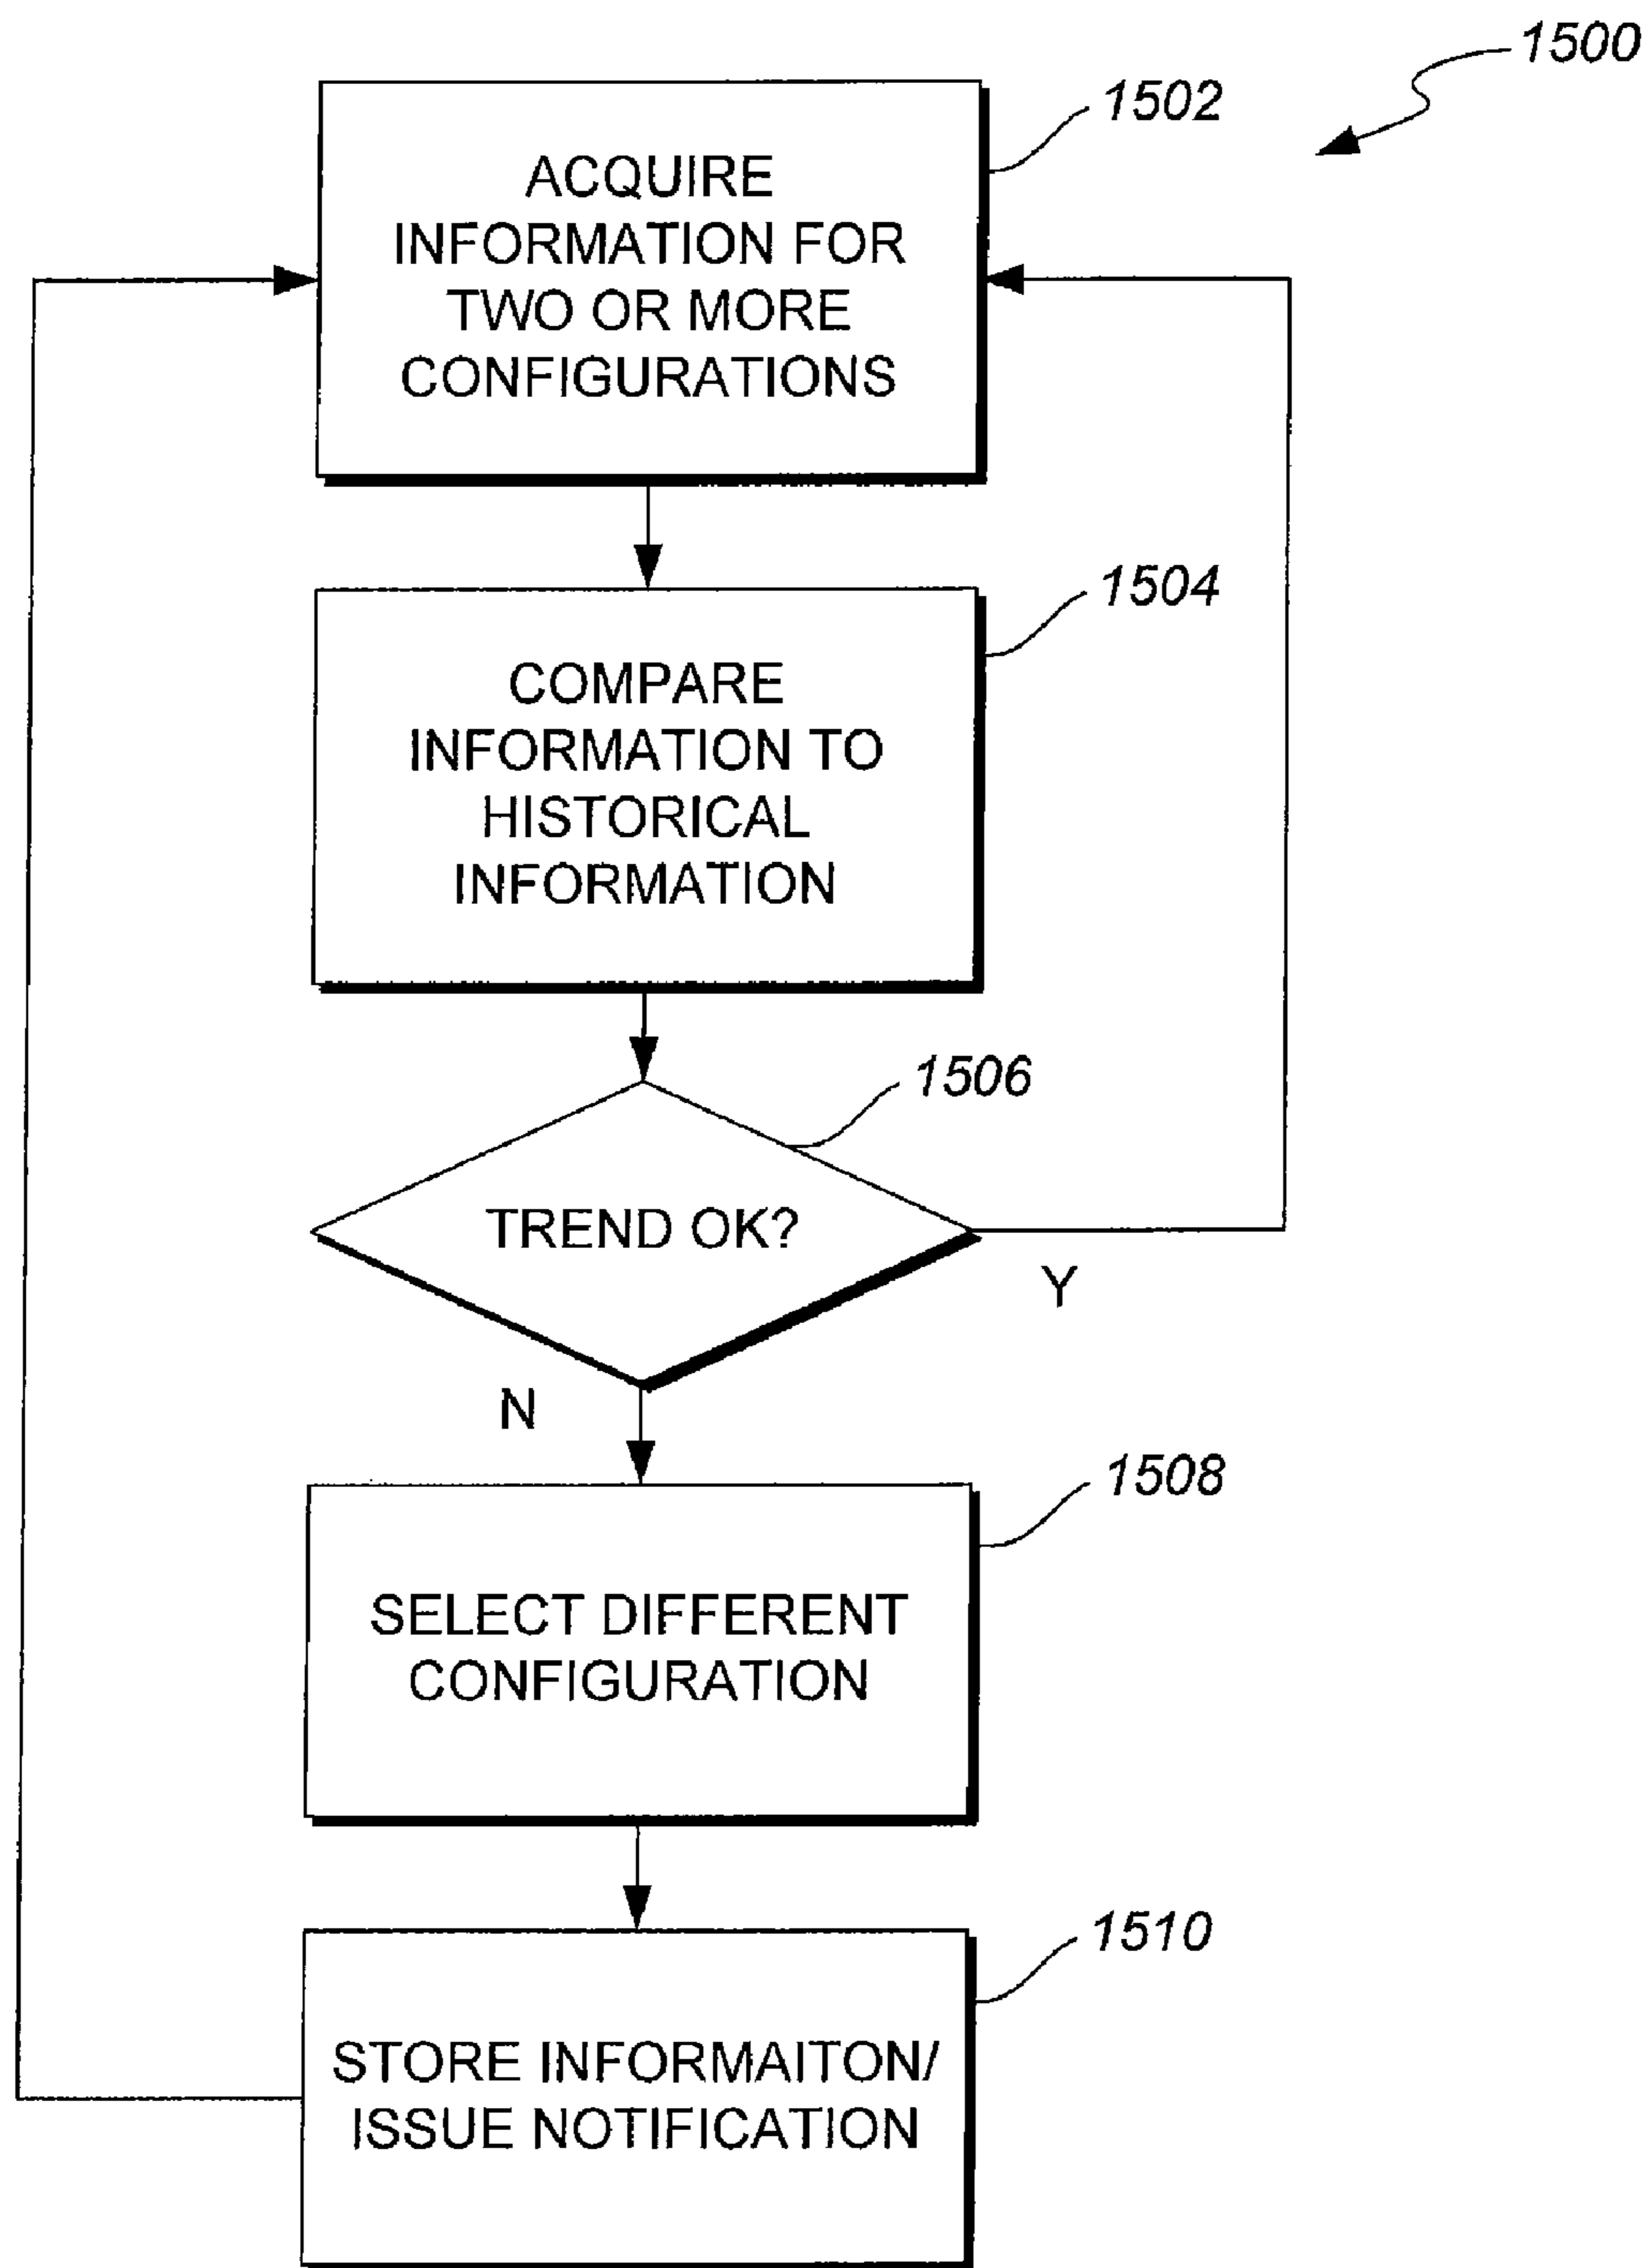 1500
1502
ACQUIRE
INFORMATION FOR
TWO OR MORE
CONFIGURATIONS
1504
COMPARE
INFORMATION TO
HISTORICAL
INFORMATION
1506
TREND OK?
Y
N
1508
SELECT DIFFERENT
CONFIGURATION
1510
STORE INFORMAITON/
ISSUE NOTIFICATION